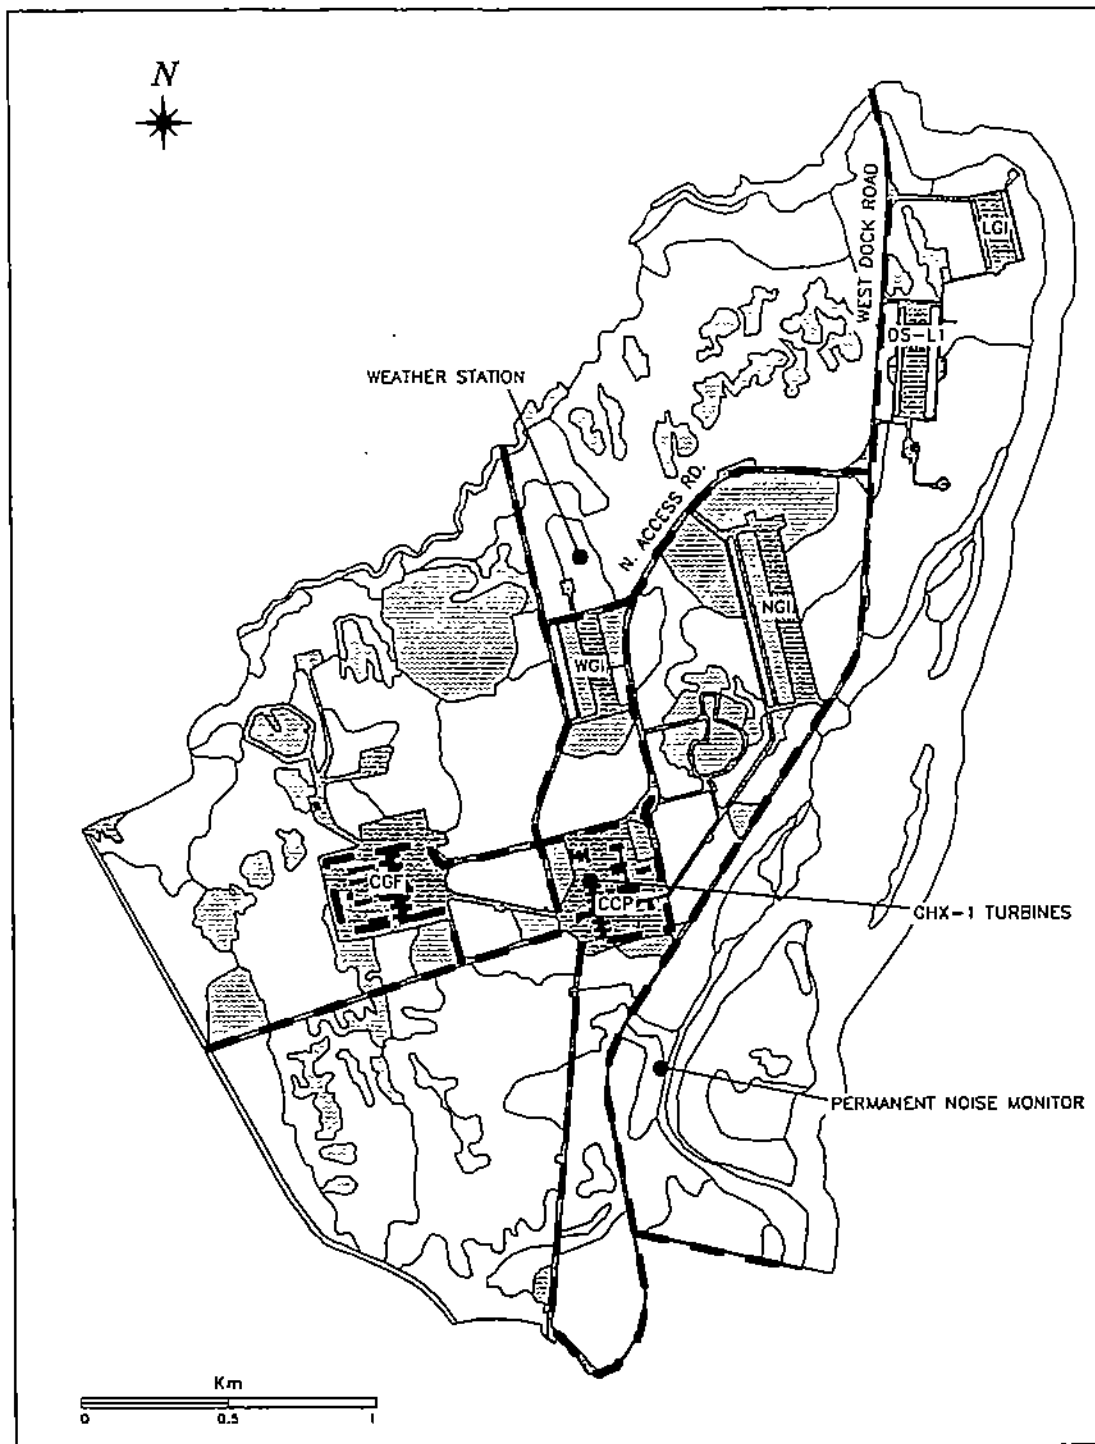 N
WEST DOCK ROAD
LGI
DS-L1
WEATHER STATION
N. ACCESS RD.
NGI
WGI
CGF
CCP
GHX-1 TURBINES
PERMANENT NOISE MONITOR
Km
0 0.5 1